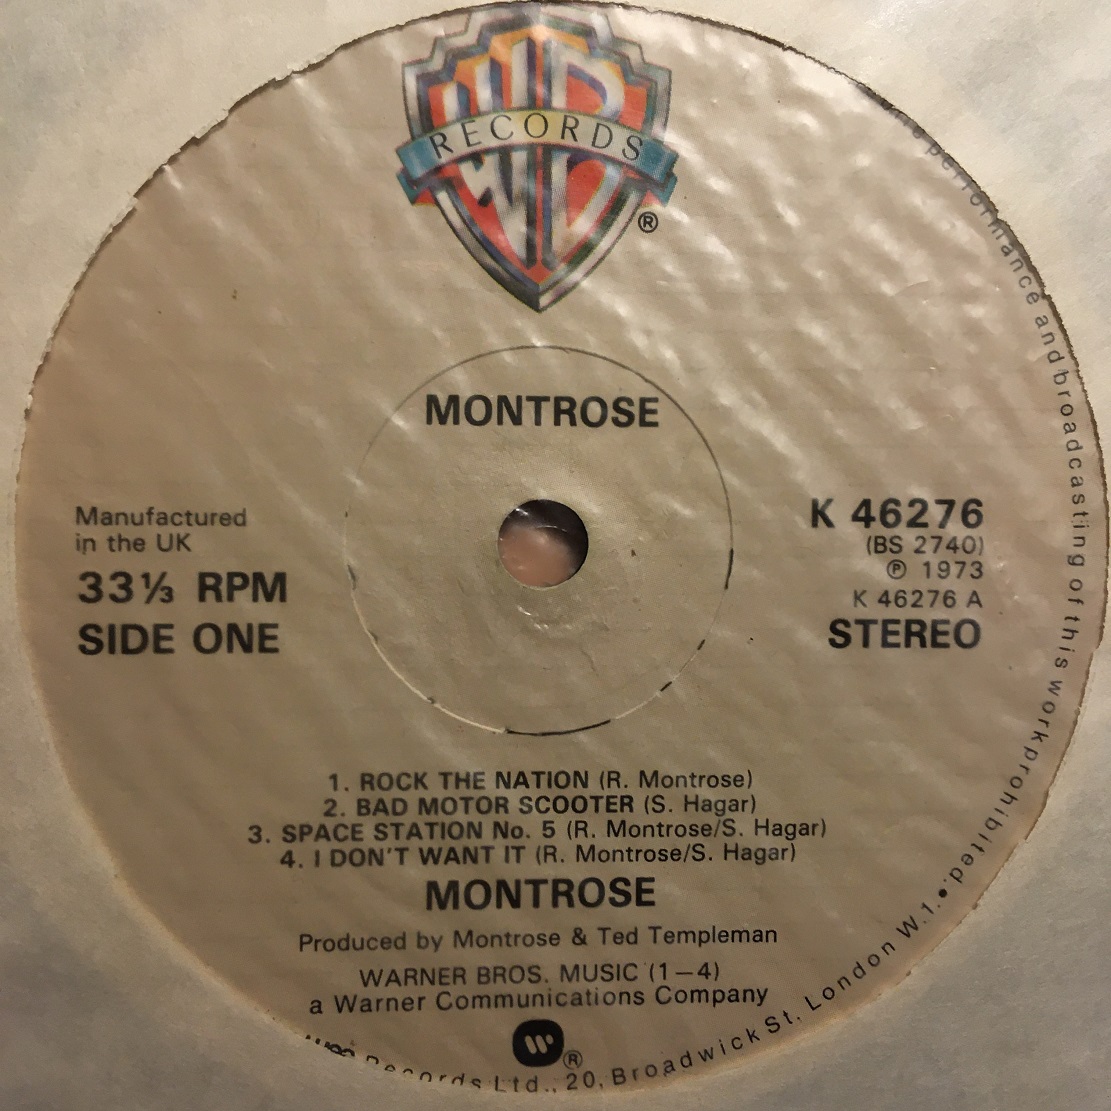 RECORDS
®
MONTROSE
Manufactured
in the UK
33⅓ RPM
SIDE ONE
K 46276
(BS 2740)
℗ 1973
K 46276 A
STEREO
1. ROCK THE NATION (R. Montrose)
2. BAD MOTOR SCOOTER (S. Hagar)
3. SPACE STATION No. 5 (R. Montrose/S. Hagar)
4. I DON'T WANT IT (R. Montrose/S. Hagar)
MONTROSE
Produced by Montrose & Ted Templeman
WARNER BROS. MUSIC (1–4)
a Warner Communications Company
®
performance and broadcasting of this work prohibited.
Records Ltd., 20, Broadwick St, London W.1.●